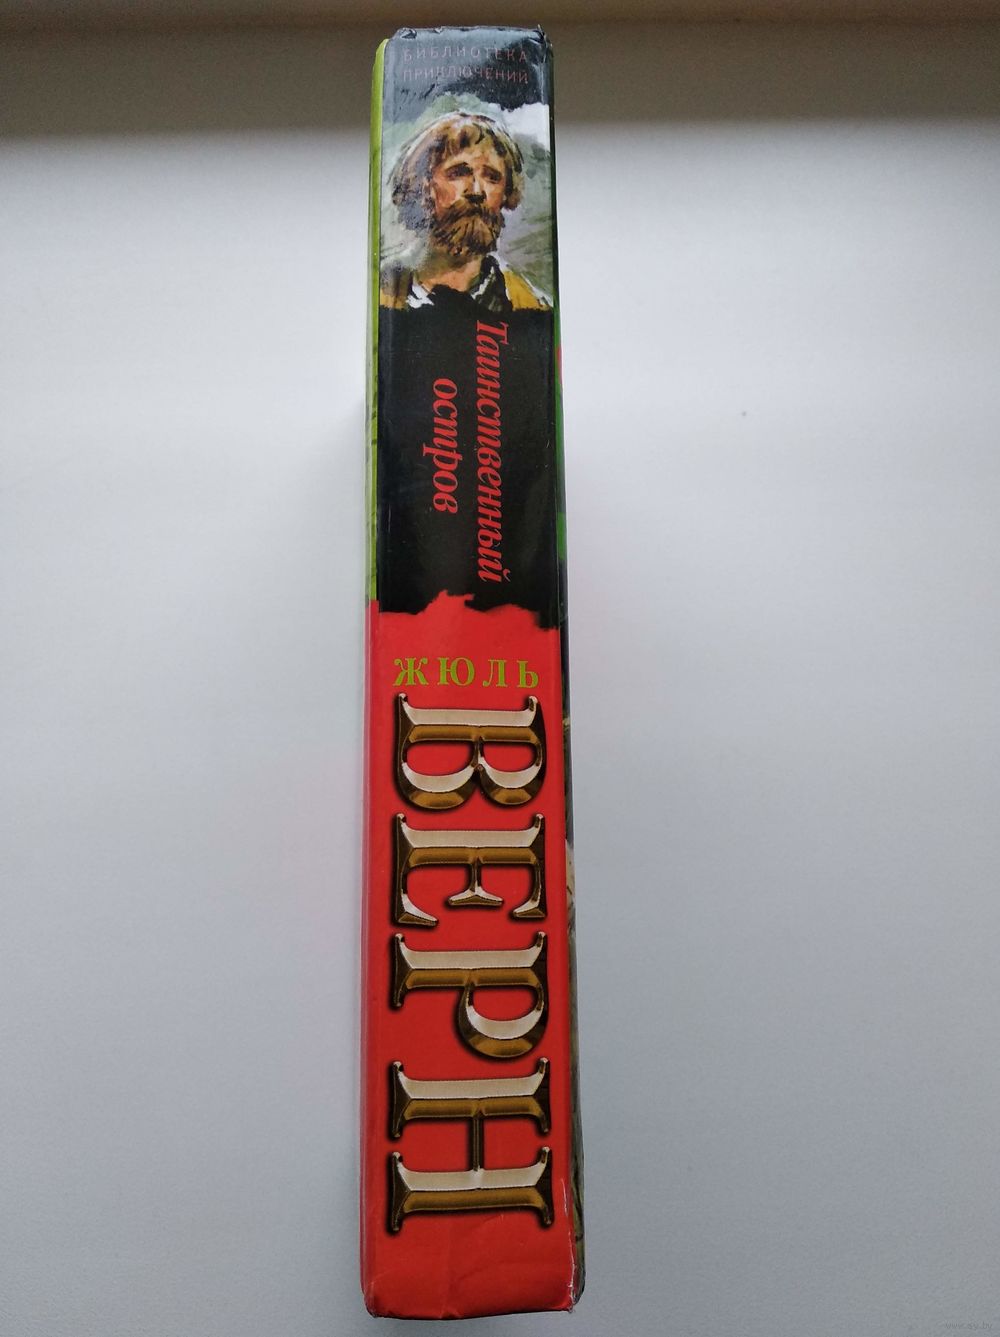 БИБЛИОТЕКА
ПРИКЛЮЧЕНИЙ
Таинственный
остров
ЖЮЛЬ
ВЕРН